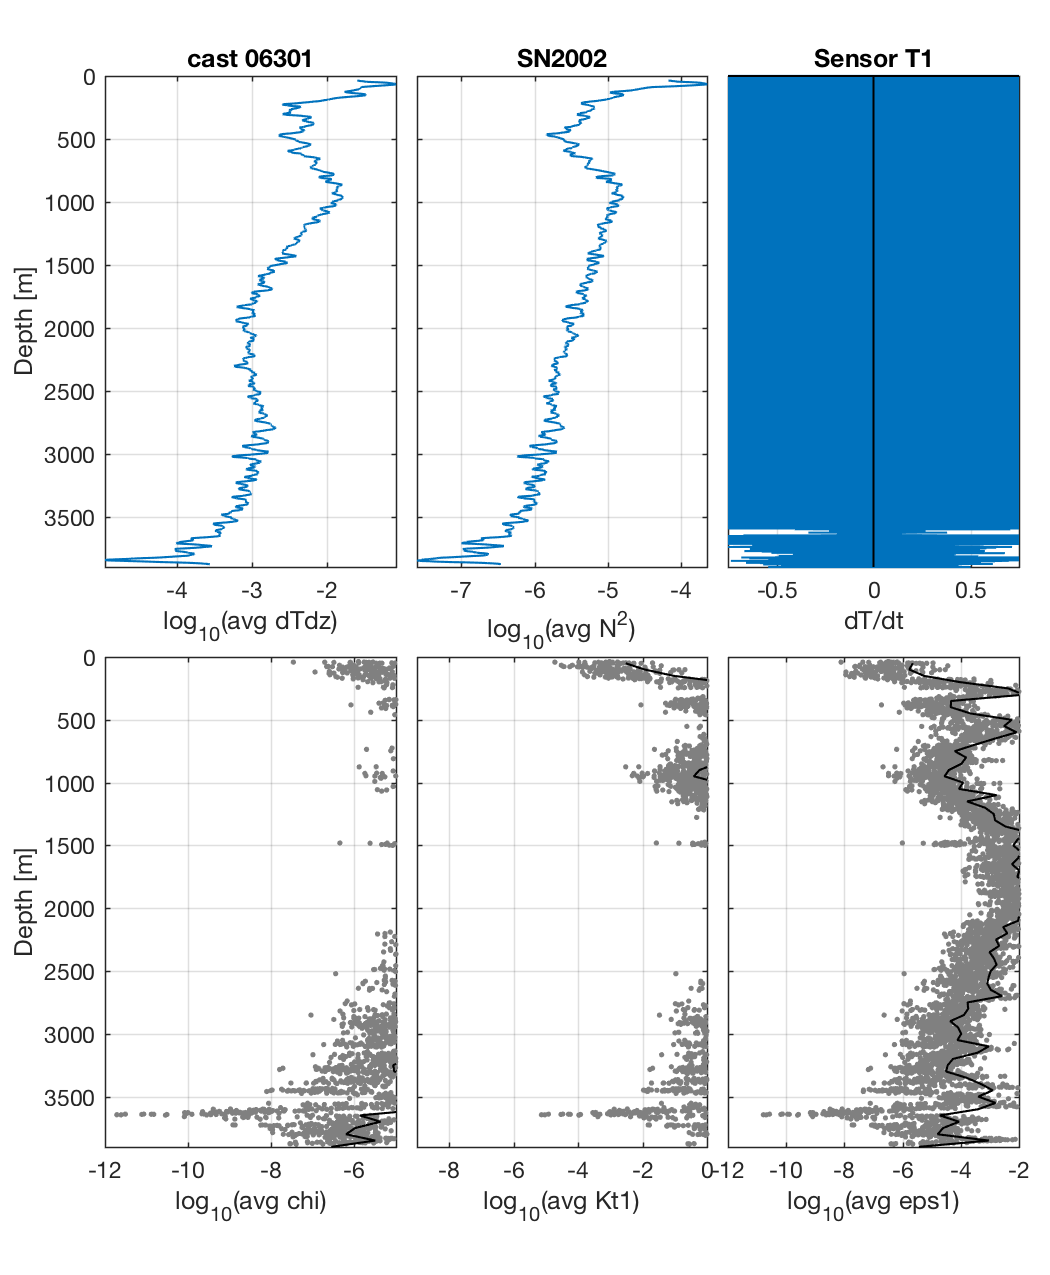 cast 06301 SN2002 Sensor T1
0
500
1000
1500
2000
2500
3000
3500
Depth [m]
-4 -3 -2 -7 -6 -5 -4 -0.5 0 0.5
log10(avg dTdz) log10(avg N2) dT/dt
0
500
1000
1500
2000
2500
3000
3500
Depth [m]
-12 -10 -8 -6 -8 -6 -4 -2 0 -12 -10 -8 -6 -4 -2
log10(avg chi) log10(avg Kt1) log10(avg eps1)